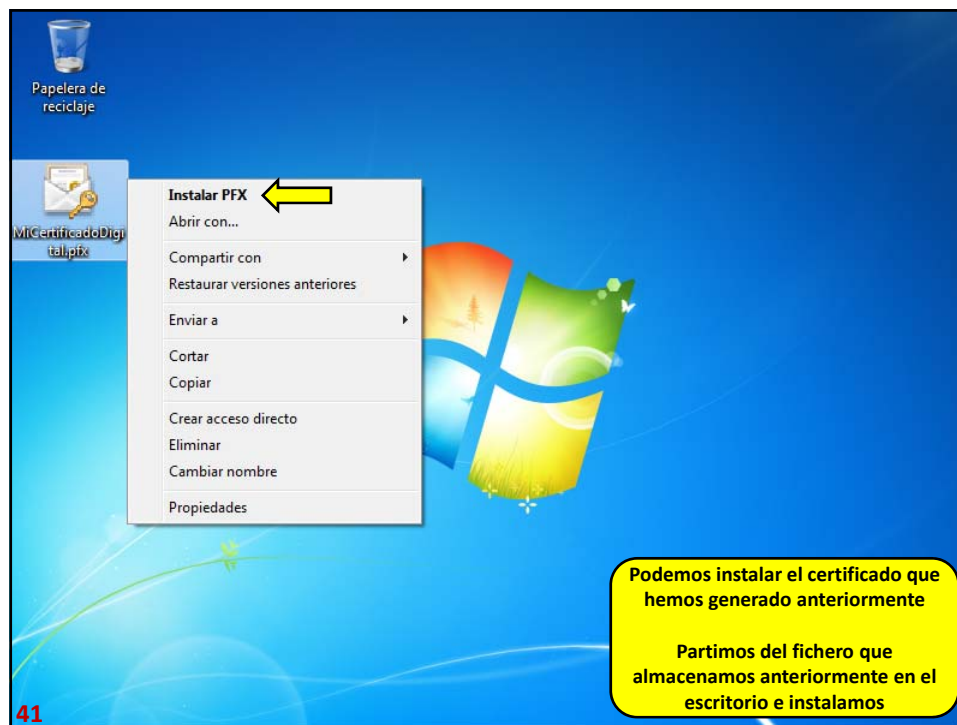 Papelera de
reciclaje
MiCertificadoDigi
tal.pfx
Instalar PFX
Abrir con...
Compartir con
Restaurar versiones anteriores
Enviar a
Cortar
Copiar
Crear acceso directo
Eliminar
Cambiar nombre
Propiedades
Podemos instalar el certificado que
hemos generado anteriormente
Partimos del fichero que
almacenamos anteriormente en el
escritorio e instalamos
41